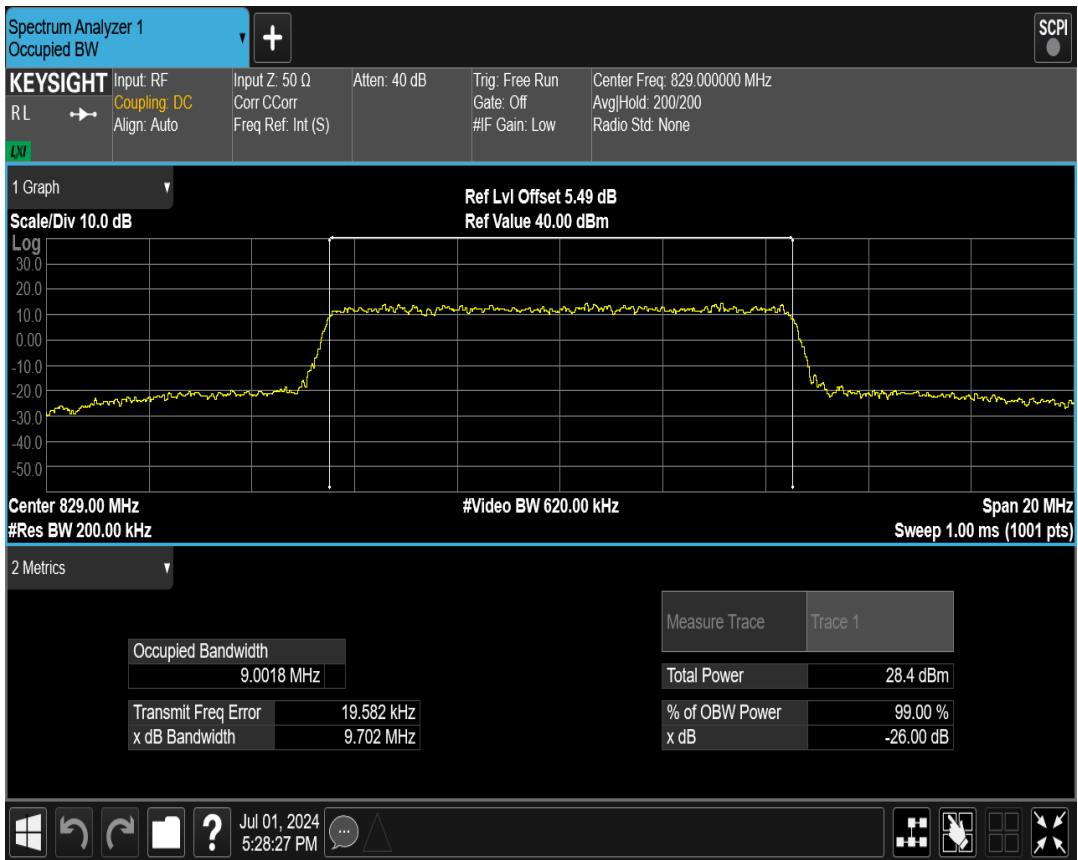 Spectrum Analyzer 1
Occupied BW
+
SCPI
KEYSIGHT
R L
LXI
Input: RF
Coupling: DC
Align: Auto
Input Z: 50 Ω
Corr CCorr
Freq Ref: Int (S)
Atten: 40 dB
Trig: Free Run
Gate: Off
#IF Gain: Low
Center Freq: 829.000000 MHz
Avg|Hold: 200/200
Radio Std: None
1 Graph
Scale/Div 10.0 dB
Ref Lvl Offset 5.49 dB
Ref Value 40.00 dBm
Log
30.0
20.0
10.0
0.00
-10.0
-20.0
-30.0
-40.0
-50.0
Center 829.00 MHz
#Video BW 620.00 kHz
Span 20 MHz
#Res BW 200.00 kHz
Sweep 1.00 ms (1001 pts)
2 Metrics
Measure Trace Trace 1
Occupied Bandwidth
9.0018 MHz
Total Power 28.4 dBm
Transmit Freq Error 19.582 kHz
% of OBW Power 99.00 %
x dB Bandwidth 9.702 MHz
x dB -26.00 dB
?
Jul 01, 2024
5:28:27 PM